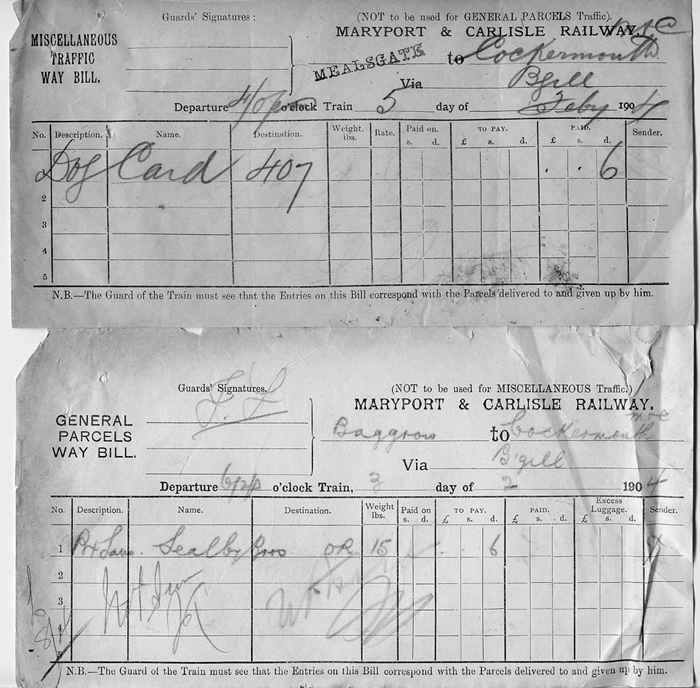 Guards' Signatures :
(NOT to be used for GENERAL PARCELS Traffic).
MISCELLANEOUS
TRAFFIC
WAY BILL.
MARYPORT & CARLISLE RAILWAY.
MEALSGATE to Cockermouth
Via Bgill
Departure o'clock Train 5 day of Feby 1904
No. Description. Name. Destination. Weight. lbs. Rate. Paid on. s. d. TO PAY. £ s. d. PAID. £ s. d. Sender.
Dog Card 407 . . 6
2
3
4
5
N.B.—The Guard of the Train must see that the Entries on this Bill correspond with the Parcels delivered to and given up by him.
Guards' Signatures.
(NOT to be used for MISCELLANEOUS Traffic.)
GENERAL
PARCELS
WAY BILL.
MARYPORT & CARLISLE RAILWAY.
Baggrow to Cockermouth
Via B'gill
Departure o'clock Train, 3 day of 2 1904
No. Description. Name. Destination. Weight lbs. Paid on s. d. TO PAY. £ s. d. PAID. £ s. d. Excess Luggage. £ s. d. Sender.
1 Sealby Bros OR 15 . . 6
2
3
4
N.B.—The Guard of the Train must see that the Entries on this Bill correspond with the Parcels delivered to and given up by him.